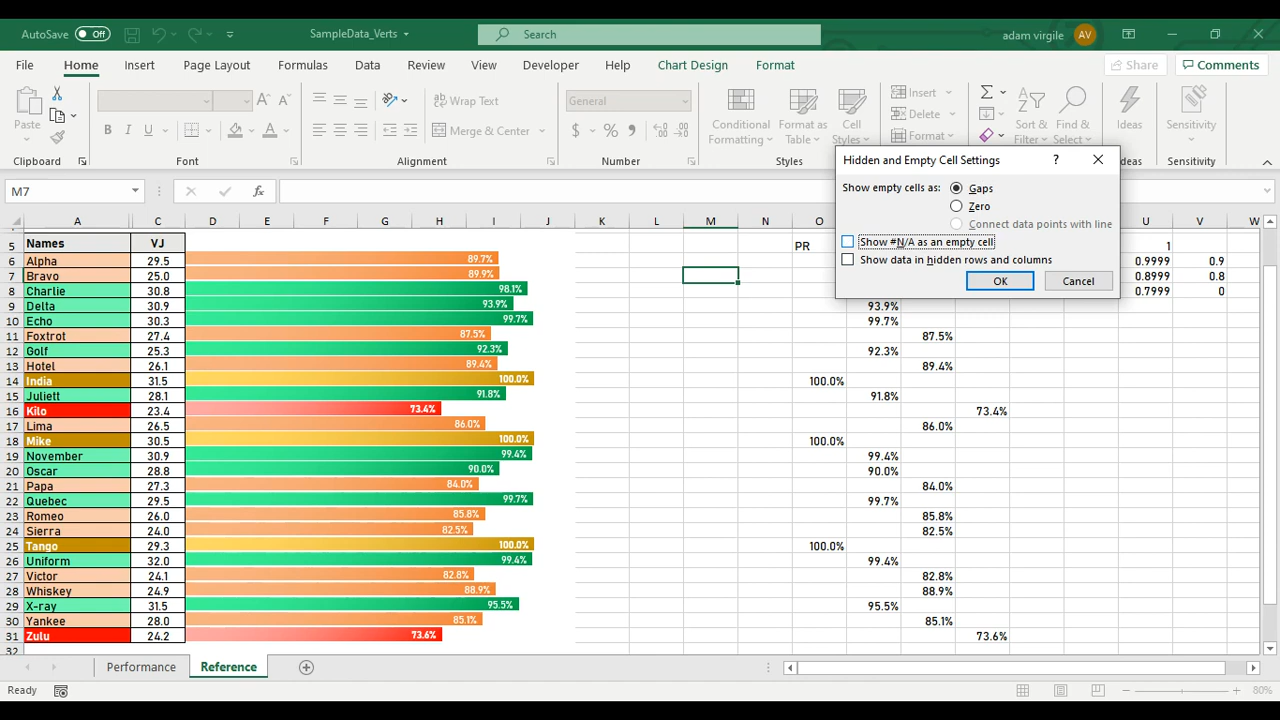 AutoSave Off SampleData_Verts Search adam virgile AV
File Home Insert Page Layout Formulas Data Review View Developer Help Chart Design Format Share Comments
Paste General Wrap Text Merge & Center Conditional Formatting Format as Table Cell Styles Insert Delete Format Sort & Filter Find & Select Ideas Sensitivity
Clipboard Font Alignment Number Styles Ideas Sensitivity
Hidden and Empty Cell Settings
Show empty cells as: Gaps
Zero
Connect data points with line
Show #N/A as an empty cell
Show data in hidden rows and columns
OK Cancel
M7
A C D E F G H I J K L M N O U V W
5 Names VJ PR 1
6 Alpha 29.5 89.7% 0.9999 0.9
7 Bravo 25.0 89.9% 0.8999 0.8
8 Charlie 30.8 98.1% 0.7999 0
9 Delta 30.9 93.9% 93.9%
10 Echo 30.3 99.7% 99.7%
11 Foxtrot 27.4 87.5% 87.5%
12 Golf 25.3 92.3% 92.3%
13 Hotel 26.1 89.4% 89.4%
14 India 31.5 100.0% 100.0%
15 Juliett 28.1 91.8% 91.8%
16 Kilo 23.4 73.4% 73.4%
17 Lima 26.5 86.0% 86.0%
18 Mike 30.5 100.0% 100.0%
19 November 30.9 99.4% 99.4%
20 Oscar 28.8 90.0% 90.0%
21 Papa 27.3 84.0% 84.0%
22 Quebec 29.5 99.7% 99.7%
23 Romeo 26.0 85.8% 85.8%
24 Sierra 24.0 82.5% 82.5%
25 Tango 29.3 100.0% 100.0%
26 Uniform 32.0 99.4% 99.4%
27 Victor 24.1 82.8% 82.8%
28 Whiskey 24.9 88.9% 88.9%
29 X-ray 31.5 95.5% 95.5%
30 Yankee 28.0 85.1% 85.1%
31 Zulu 24.2 73.6% 73.6%
32
Performance Reference
Ready 80%